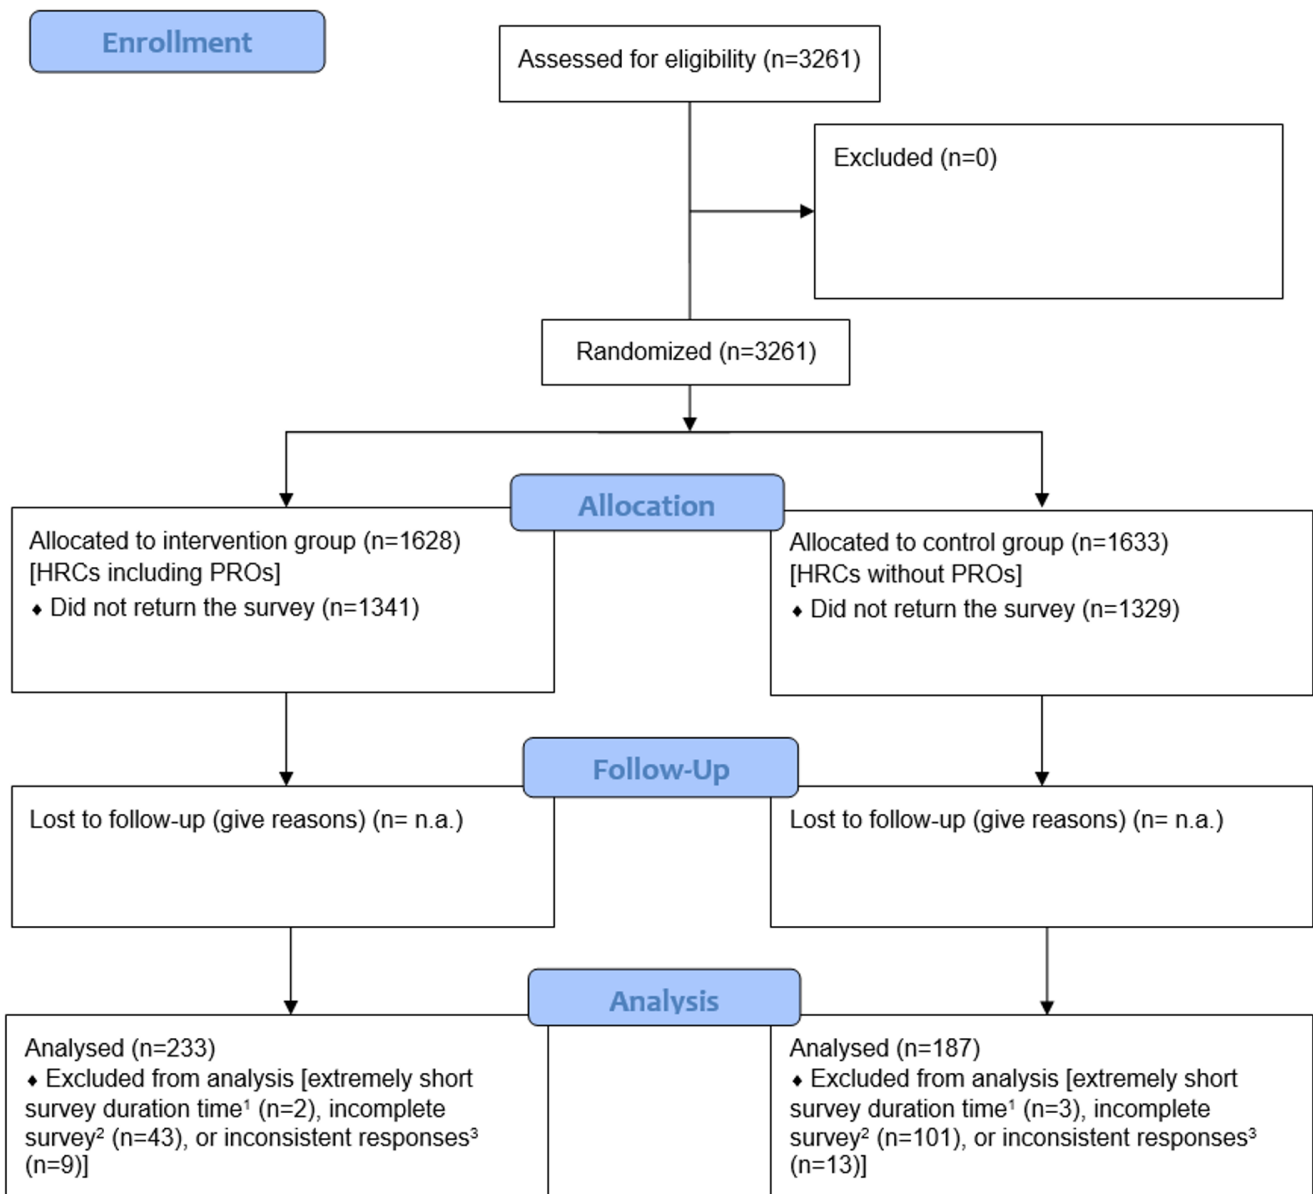 Enrollment
Assessed for eligibility (n=3261)
Excluded (n=0)
Randomized (n=3261)
Allocation
Allocated to intervention group (n=1628)
[HRCs including PROs]
⬧ Did not return the survey (n=1341)
Allocated to control group (n=1633)
[HRCs without PROs]
⬧ Did not return the survey (n=1329)
Follow-Up
Lost to follow-up (give reasons) (n= n.a.)
Lost to follow-up (give reasons) (n= n.a.)
Analysis
Analysed (n=233)
⬧ Excluded from analysis [extremely short
survey duration time¹ (n=2), incomplete
survey² (n=43), or inconsistent responses³
(n=9)]
Analysed (n=187)
⬧ Excluded from analysis [extremely short
survey duration time¹ (n=3), incomplete
survey² (n=101), or inconsistent responses³
(n=13)]